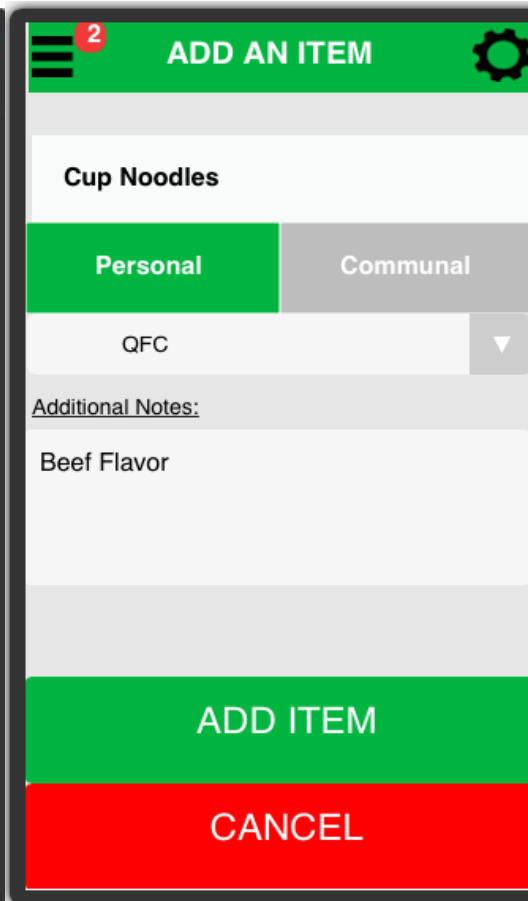 2
ADD AN ITEM
Cup Noodles
Personal Communal
QFC
Additional Notes:
Beef Flavor
ADD ITEM
CANCEL